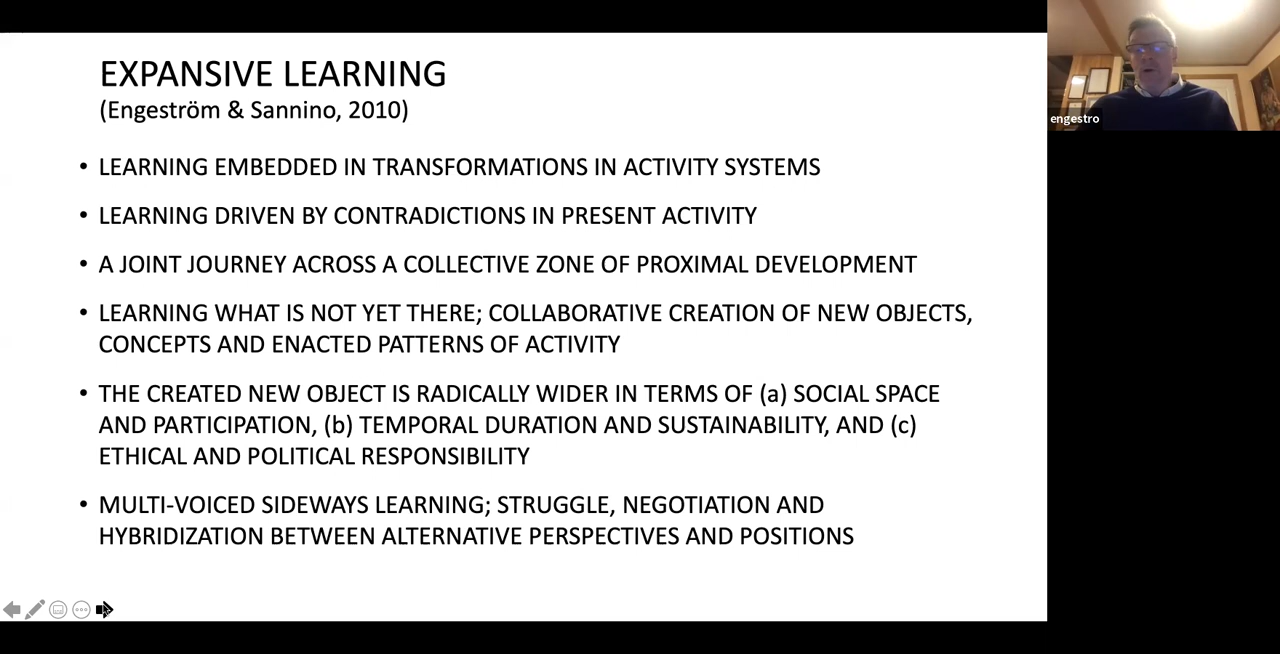 EXPANSIVE LEARNING
(Engeström & Sannino, 2010)
• LEARNING EMBEDDED IN TRANSFORMATIONS IN ACTIVITY SYSTEMS
• LEARNING DRIVEN BY CONTRADICTIONS IN PRESENT ACTIVITY
• A JOINT JOURNEY ACROSS A COLLECTIVE ZONE OF PROXIMAL DEVELOPMENT
• LEARNING WHAT IS NOT YET THERE; COLLABORATIVE CREATION OF NEW OBJECTS,
CONCEPTS AND ENACTED PATTERNS OF ACTIVITY
• THE CREATED NEW OBJECT IS RADICALLY WIDER IN TERMS OF (a) SOCIAL SPACE
AND PARTICIPATION, (b) TEMPORAL DURATION AND SUSTAINABILITY, AND (c)
ETHICAL AND POLITICAL RESPONSIBILITY
• MULTI-VOICED SIDEWAYS LEARNING; STRUGGLE, NEGOTIATION AND
HYBRIDIZATION BETWEEN ALTERNATIVE PERSPECTIVES AND POSITIONS
engestro